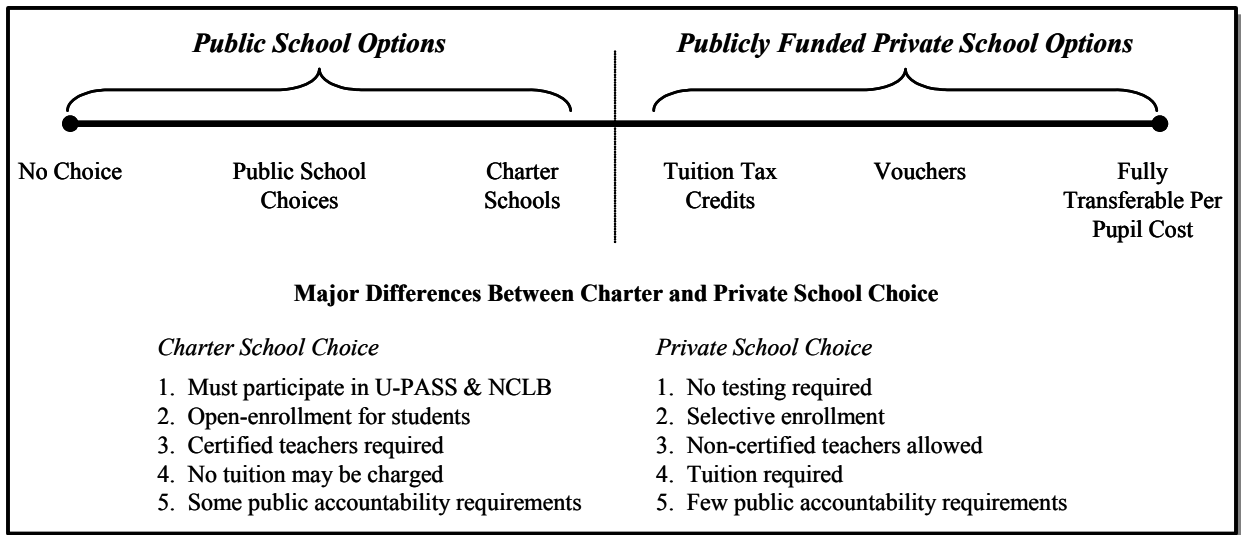 Public School Options
Publicly Funded Private School Options
No Choice
Public School
Choices
Charter
Schools
Tuition Tax
Credits
Vouchers
Fully
Transferable Per
Pupil Cost
Major Differences Between Charter and Private School Choice
Charter School Choice
1. Must participate in U-PASS & NCLB
2. Open-enrollment for students
3. Certified teachers required
4. No tuition may be charged
5. Some public accountability requirements
Private School Choice
1. No testing required
2. Selective enrollment
3. Non-certified teachers allowed
4. Tuition required
5. Few public accountability requirements